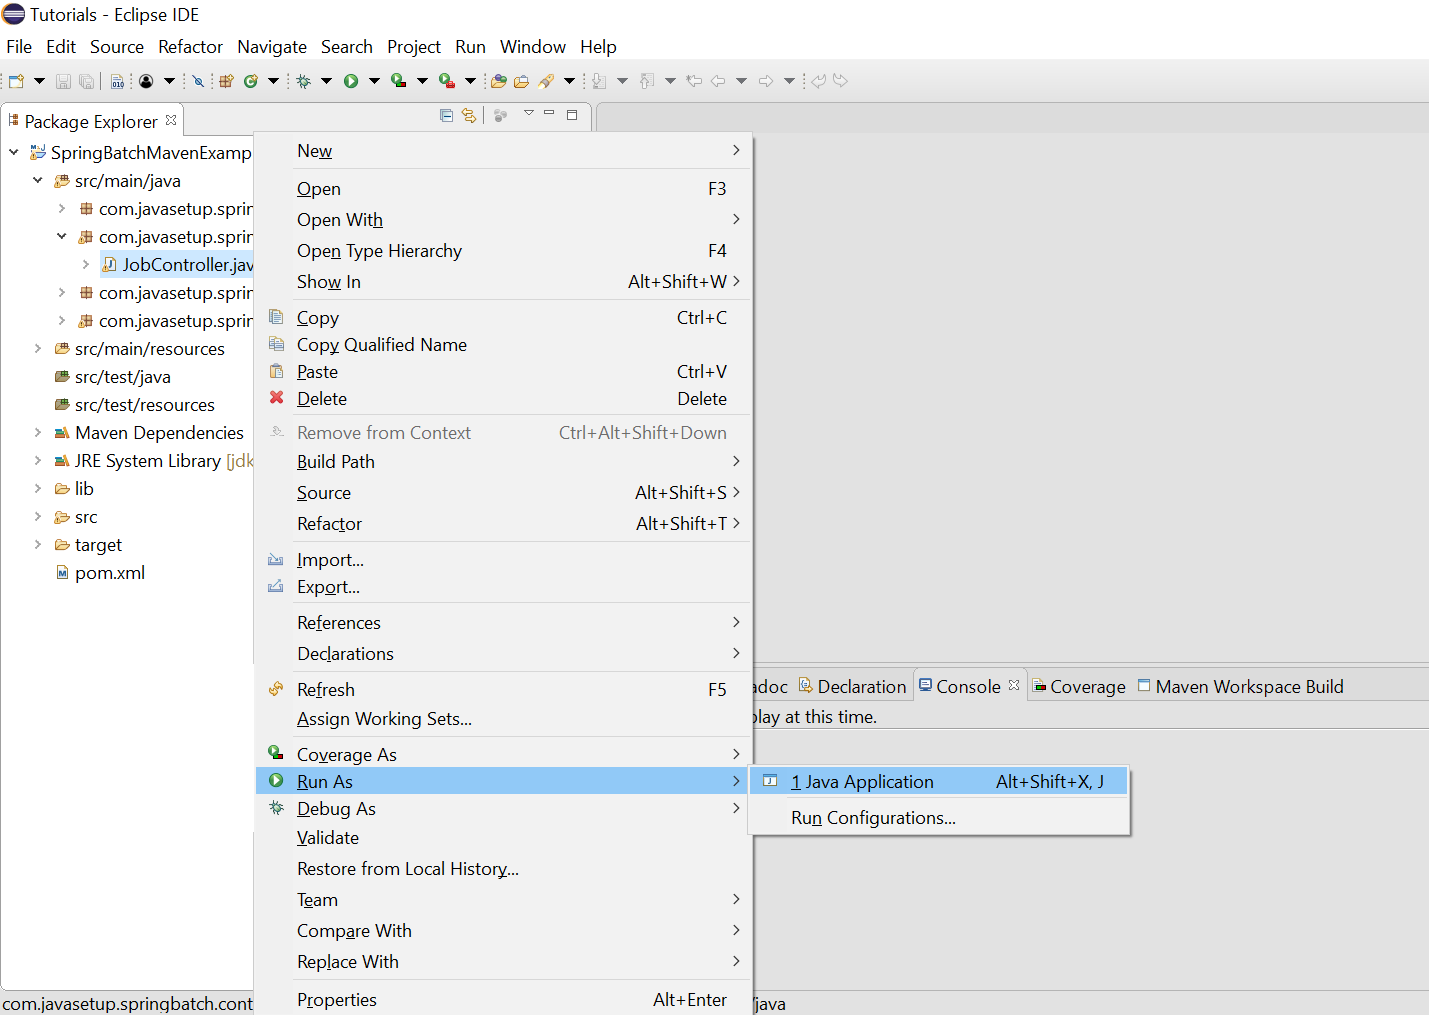 Tutorials - Eclipse IDE
File Edit Source Refactor Navigate Search Project Run Window Help
Package Explorer
SpringBatchMavenExamp
src/main/java
com.javasetup.sprin
com.javasetup.sprin
JobController.jav
com.javasetup.sprin
com.javasetup.sprin
src/main/resources
src/test/java
src/test/resources
Maven Dependencies
JRE System Library [jdk
lib
src
target
pom.xml
New
Open F3
Open With
Open Type Hierarchy F4
Show In Alt+Shift+W
Copy Ctrl+C
Copy Qualified Name
Paste Ctrl+V
Delete Delete
Remove from Context Ctrl+Alt+Shift+Down
Build Path
Source Alt+Shift+S
Refactor Alt+Shift+T
Import...
Export...
References
Declarations
Refresh F5
Assign Working Sets...
Coverage As
Run As
Debug As
Validate
Restore from Local History...
Team
Compare With
Replace With
Properties Alt+Enter
1 Java Application Alt+Shift+X, J
Run Configurations...
adoc Declaration Console Coverage Maven Workspace Build
play at this time.
com.javasetup.springbatch.cont /java